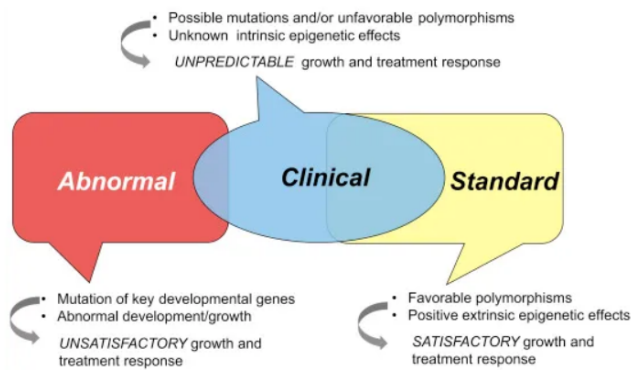 • Possible mutations and/or unfavorable polymorphisms
• Unknown intrinsic epigenetic effects
UNPREDICTABLE growth and treatment response
Abnormal
Clinical
Standard
• Mutation of key developmental genes
• Abnormal development/growth
UNSATISFACTORY growth and
treatment response
• Favorable polymorphisms
• Positive extrinsic epigenetic effects
SATISFACTORY growth and
treatment response